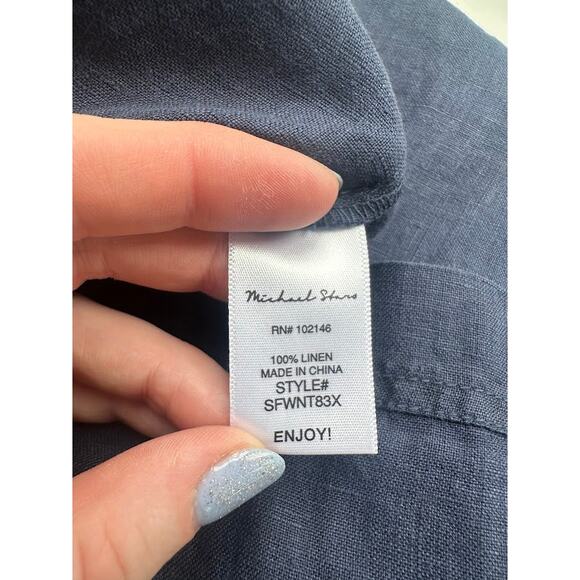 Michael Stars
RN# 102146
100% LINEN
MADE IN CHINA
STYLE#
SFWNT83X
ENJOY!